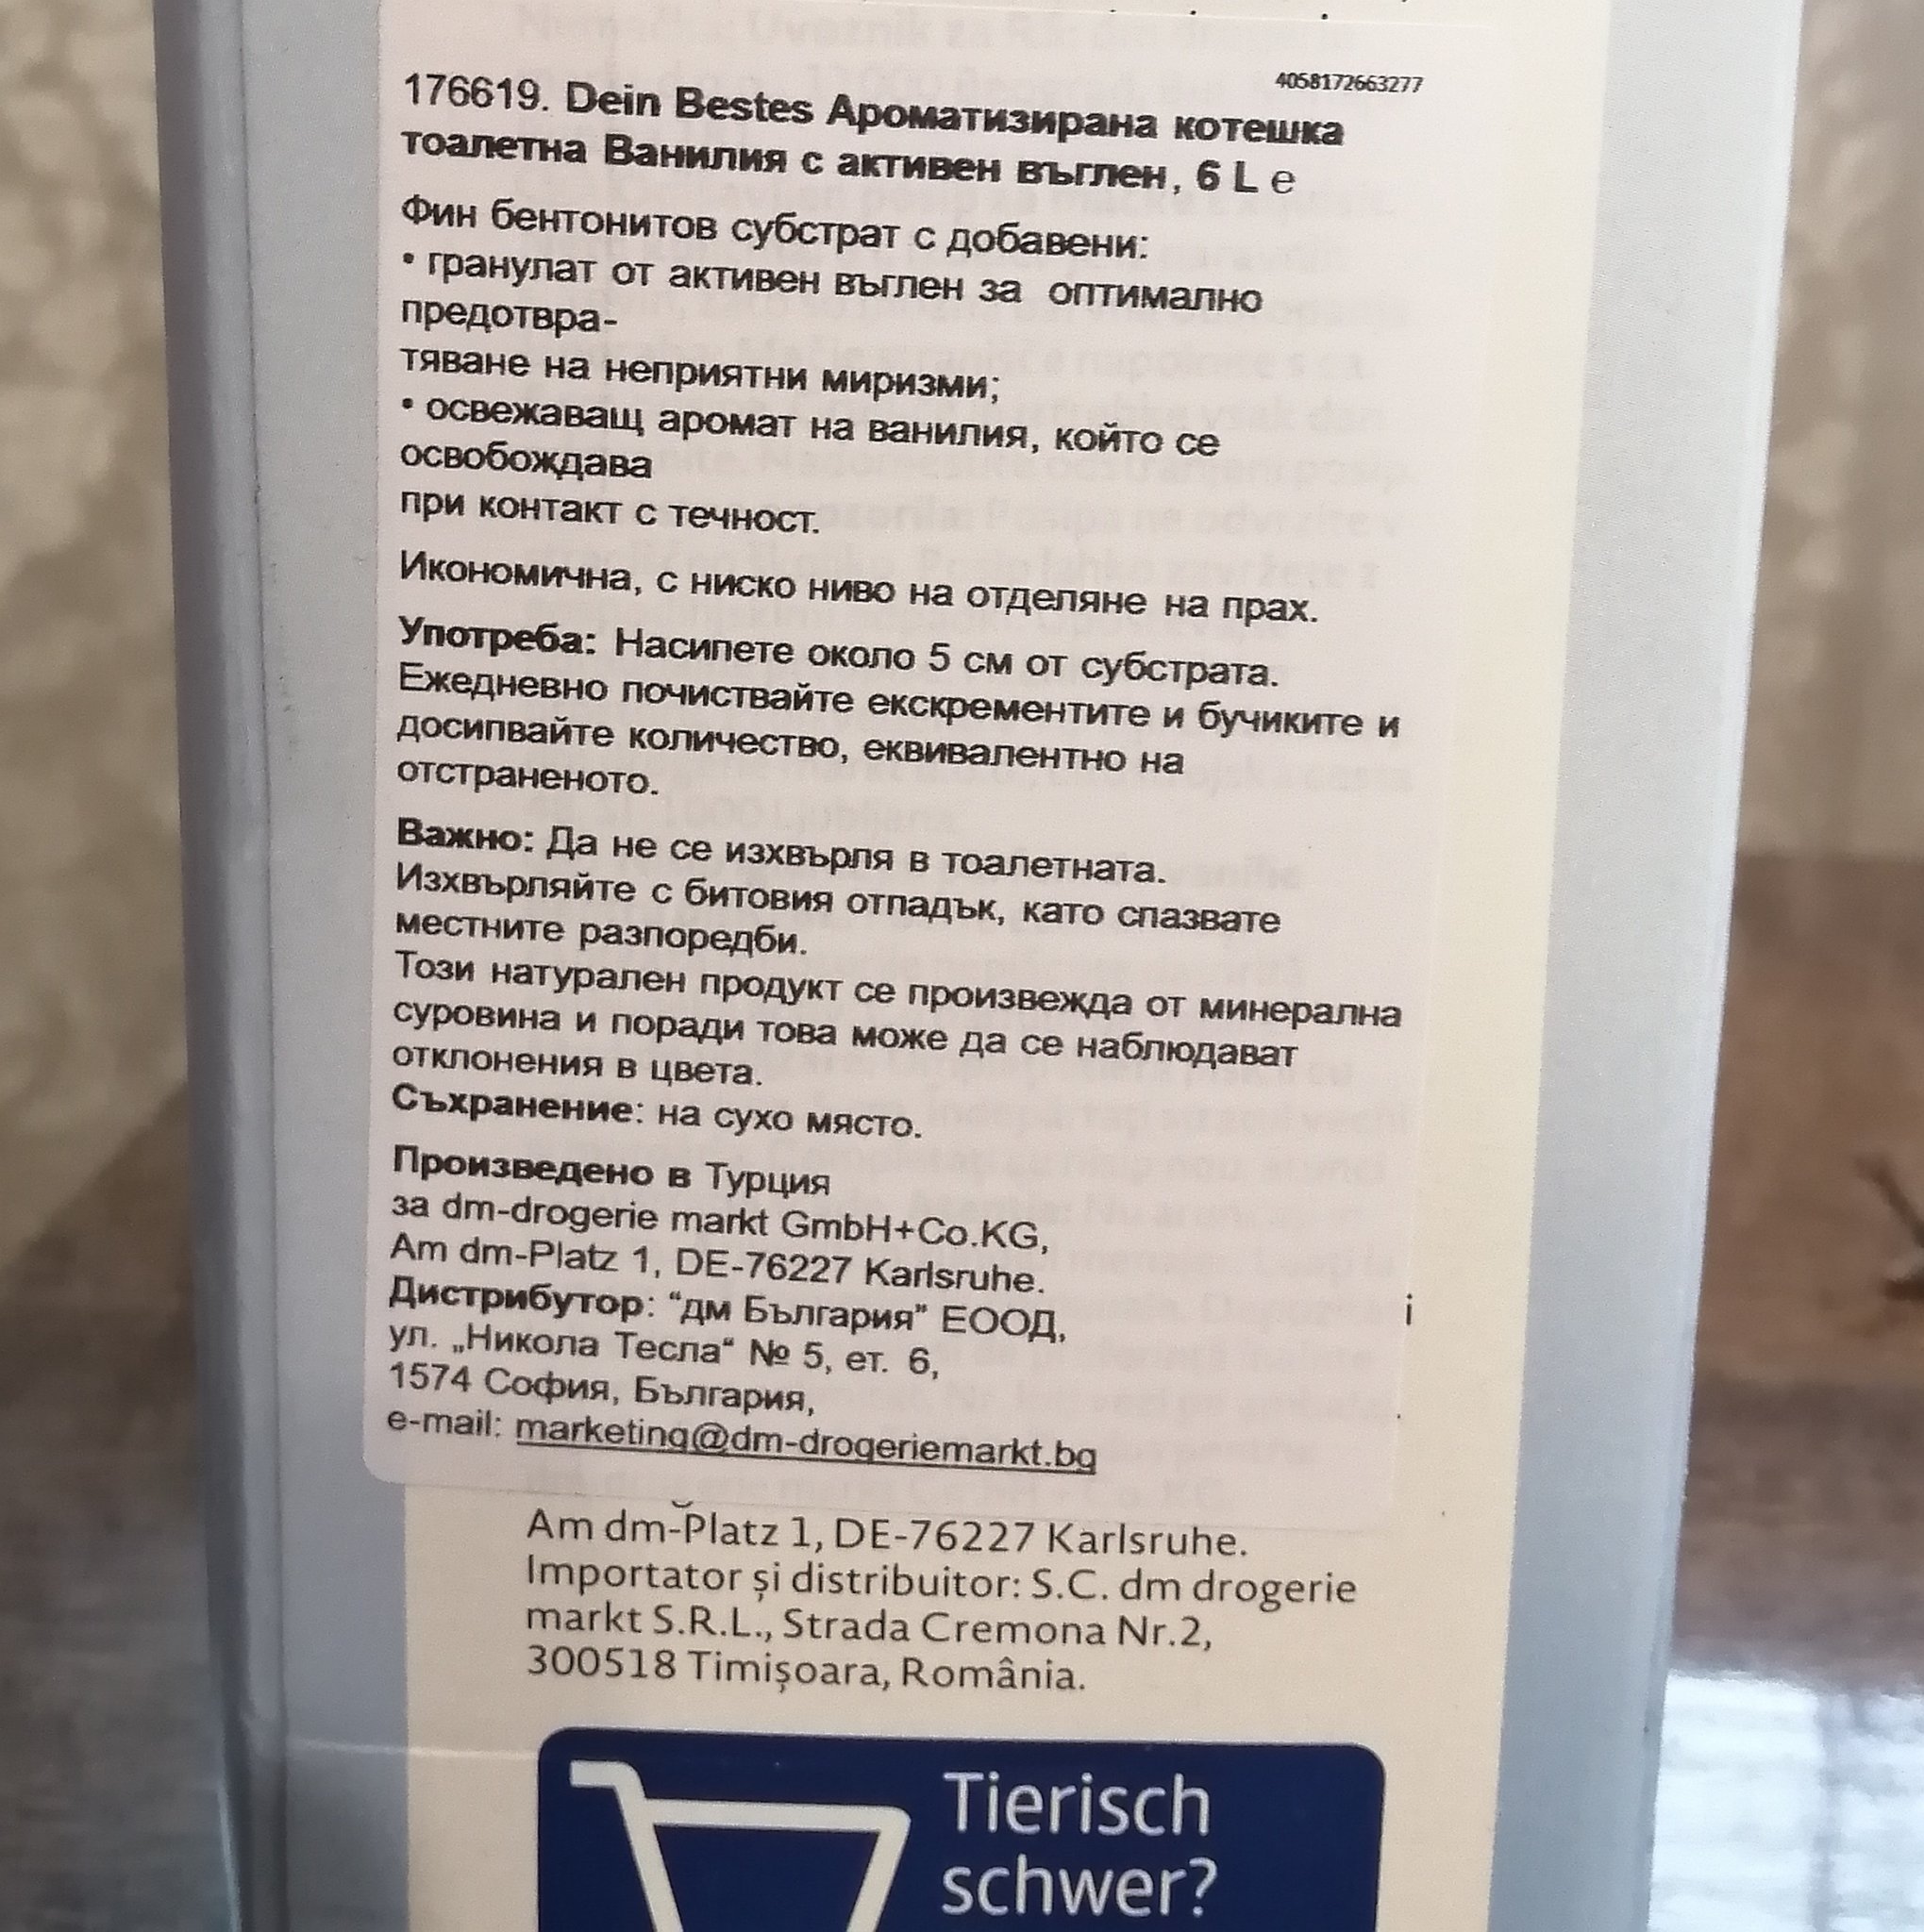 4058172663277
176619. Dein Bestes Ароматизирана котешка
тоалетна Ванилия с активен въглен, 6 L e
Фин бентонитов субстрат с добавени:
• гранулат от активен въглен за оптимално
предотвра-
тяване на неприятни миризми;
• освежаващ аромат на ванилия, който се
освобождава
при контакт с течност.
Икономична, с ниско ниво на отделяне на прах.
Употреба: Насипете около 5 см от субстрата.
Ежедневно почиствайте екскрементите и бучиките и
досипвайте количество, еквивалентно на
отстраненото.
Важно: Да не се изхвърля в тоалетната.
Изхвърляйте с битовия отпадък, като спазвате
местните разпоредби.
Този натурален продукт се произвежда от минерална
суровина и поради това може да се наблюдават
отклонения в цвета.
Съхранение: на сухо място.
Произведено в Турция
за dm-drogerie markt GmbH+Co.KG,
Am dm-Platz 1, DE-76227 Karlsruhe.
Дистрибутор: “дм България” ЕООД,
ул. „Никола Тесла“ № 5, ет. 6,
1574 София, България,
e-mail: marketing@dm-drogeriemarkt.bg
Am dm-Platz 1, DE-76227 Karlsruhe.
Importator și distribuitor: S.C. dm drogerie
markt S.R.L., Strada Cremona Nr.2,
300518 Timișoara, România.
Tierisch
schwer?